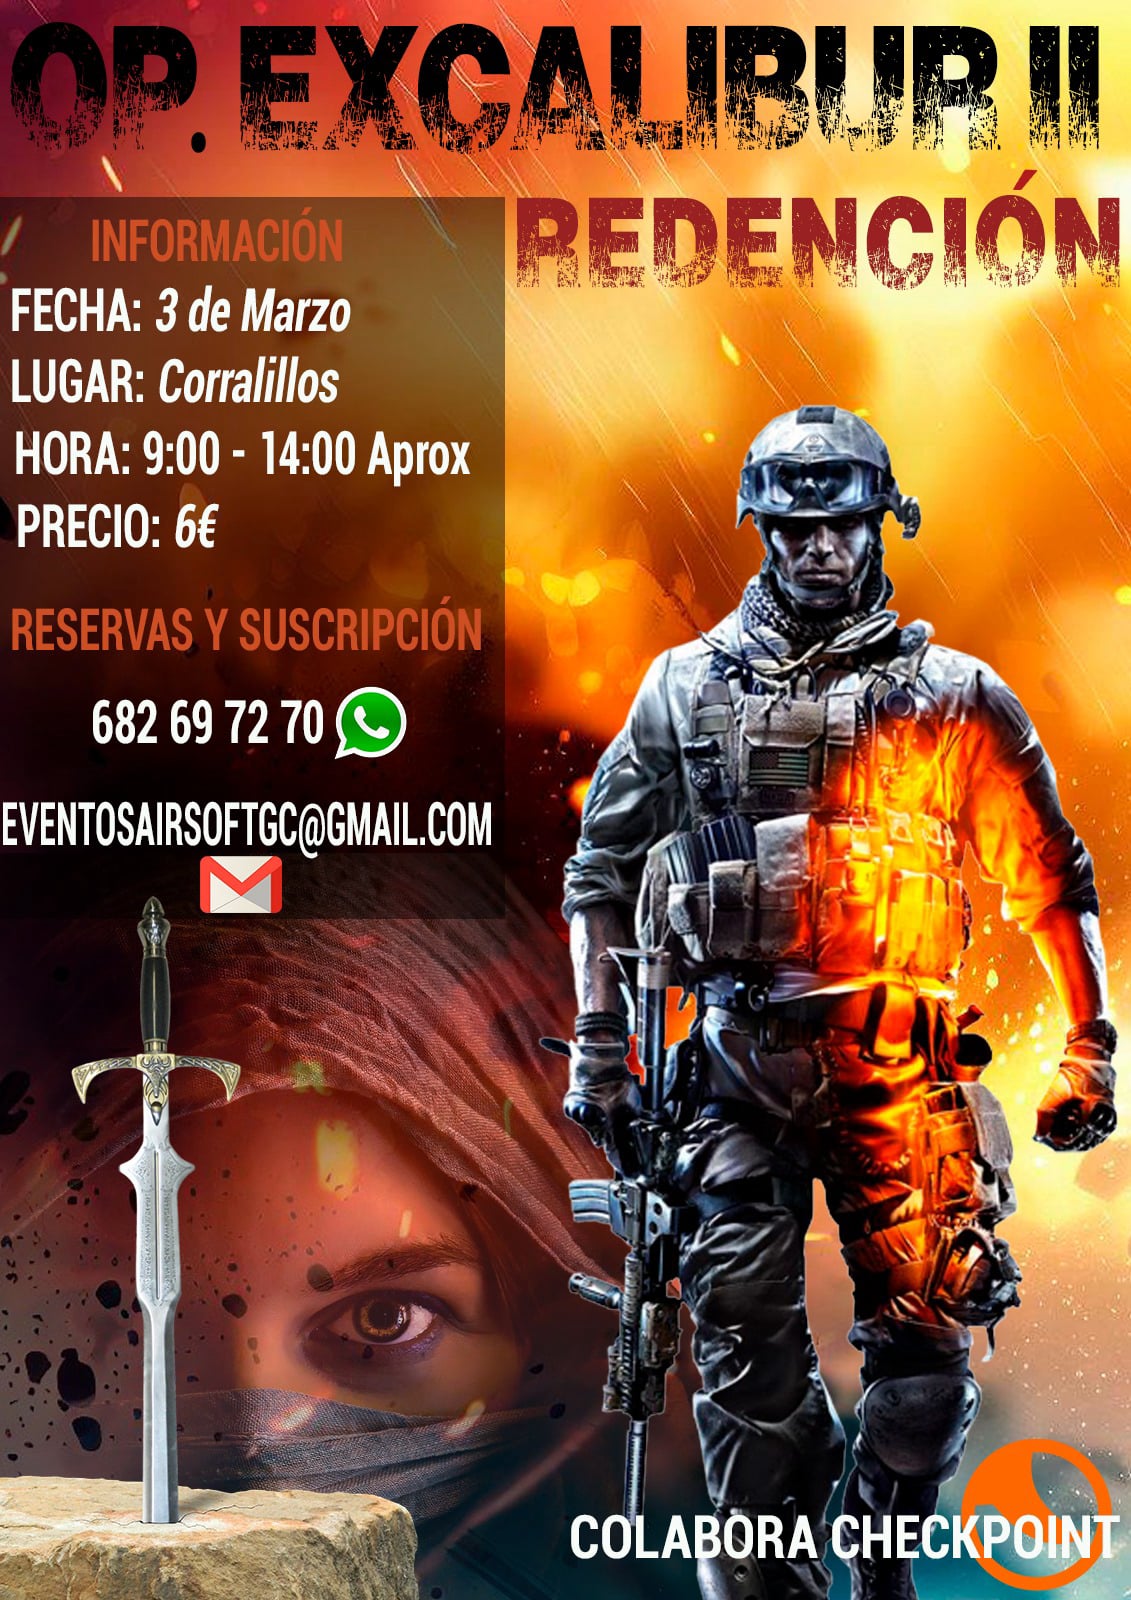 OP. EXCALIBUR II
REDENCIÓN
INFORMACIÓN
FECHA: 3 de Marzo
LUGAR: Corralillos
HORA: 9:00 - 14:00 Aprox
PRECIO: 6€
RESERVAS Y SUSCRIPCIÓN
682 69 72 70
EVENTOSAIRSOFTGC@GMAIL.COM
COLABORA CHECKPOINT